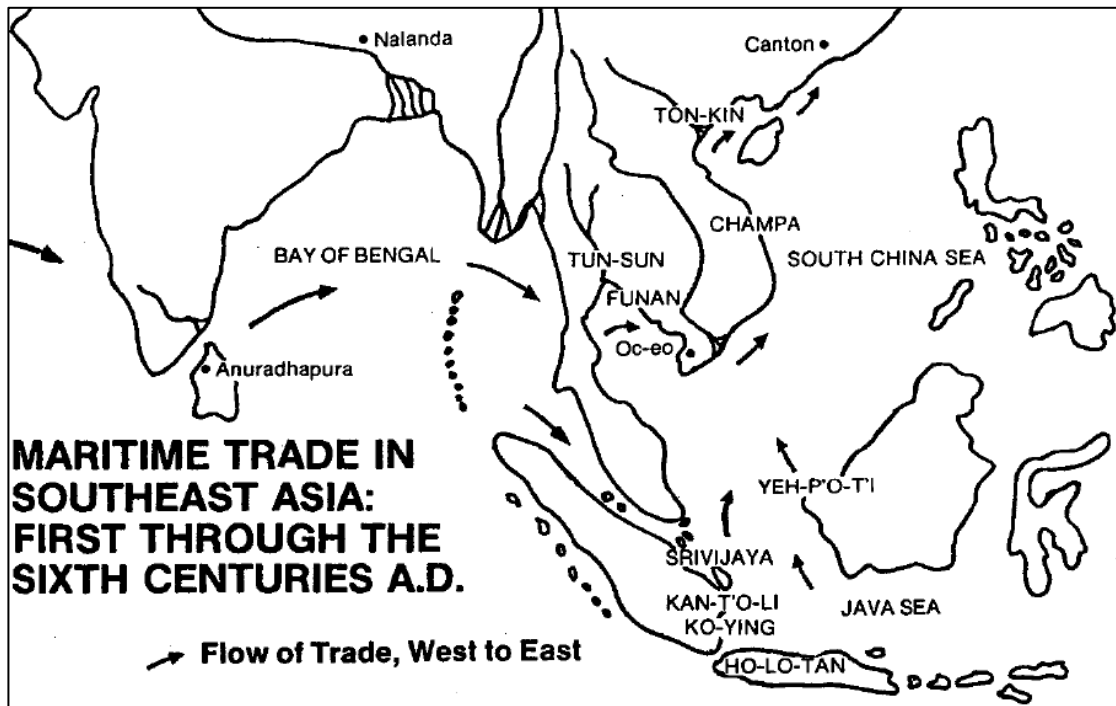 Nalanda
Canton
TON-KIN
CHAMPA
BAY OF BENGAL
TUN-SUN
SOUTH CHINA SEA
FUNAN
Oc-eo
Anuradhapura
MARITIME TRADE IN
SOUTHEAST ASIA:
FIRST THROUGH THE
SIXTH CENTURIES A.D.
YEH-P'O-T'I
SRIVIJAYA
KAN-T'O-LI
KO-YING
JAVA SEA
HO-LO-TAN
Flow of Trade, West to East